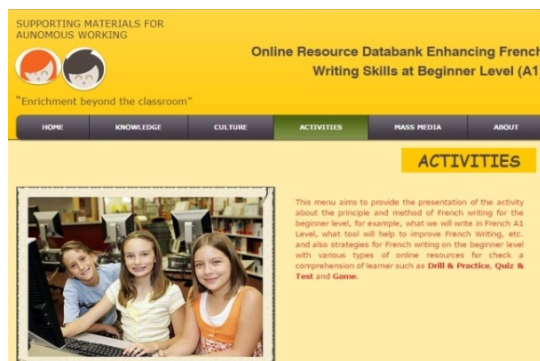 SUPPORTING MATERIALS FOR
AUNOMOUS WORKING
Online Resource Databank Enhancing French
Writing Skills at Beginner Level (A1
"Enrichment beyond the classroom"
HOME KNOWLEDGE CULTURE ACTIVITIES MASS MEDIA ABOUT
ACTIVITIES
This menu aims to provide the presentation of the activity
about the principle and method of French writing for the
beginner level, for example, what we will write in French A1
Level, what tool will help to improve French Writing, etc.
and also strategies for French writing on the beginner level
with various types of online resources for check a
comprehension of learner such as Drill & Practice, Quiz &
Test and Game.